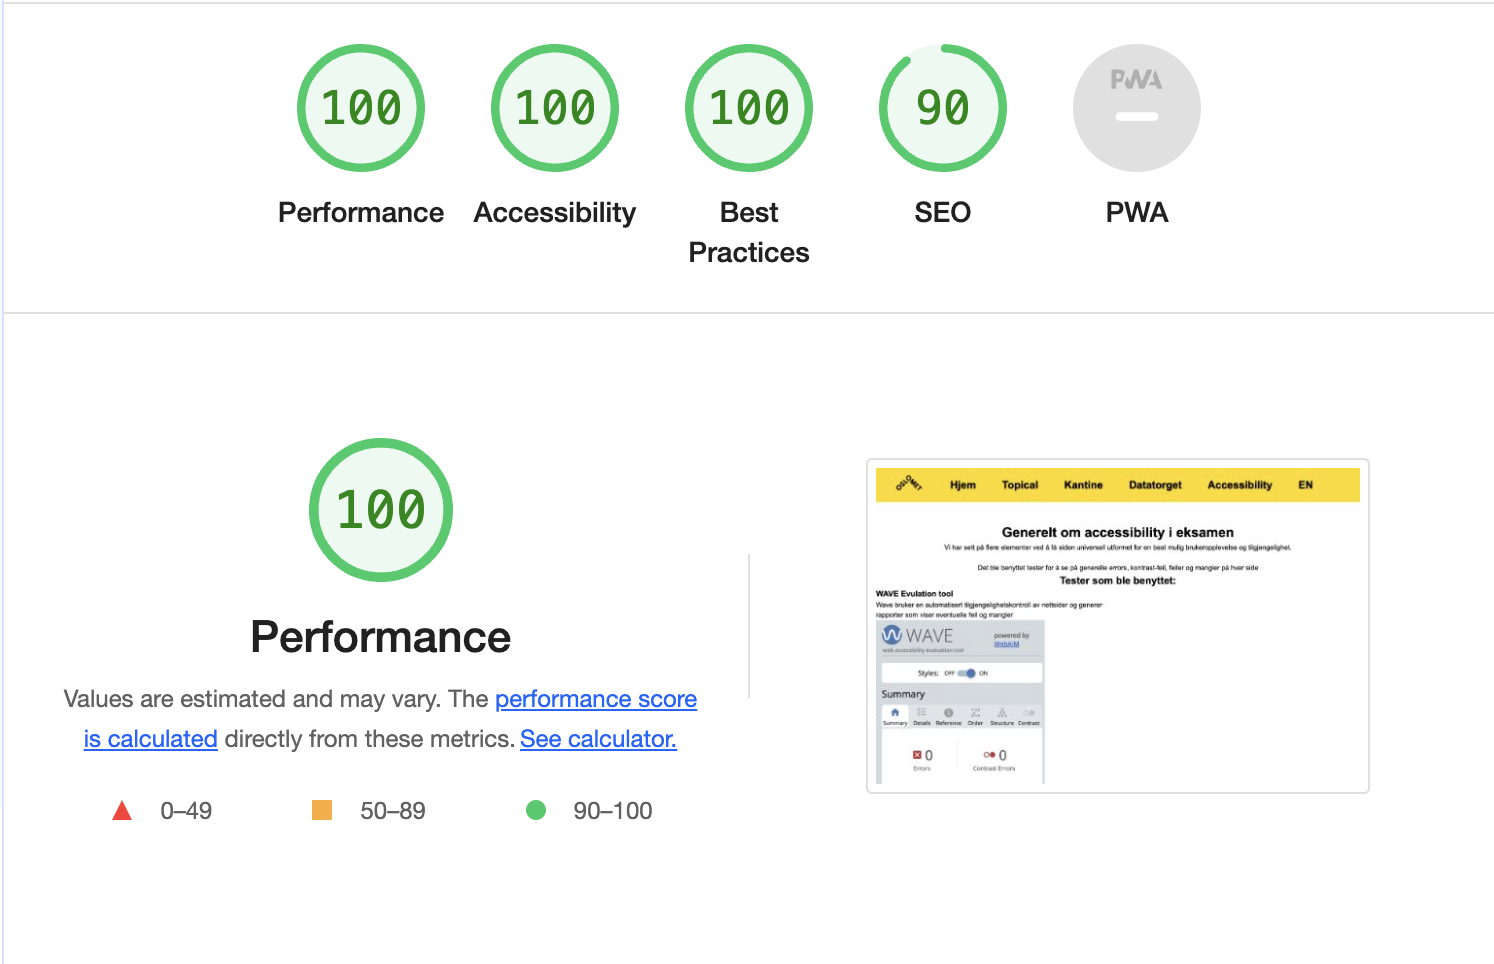 100
100
100
90
PWA
Performance
Accessibility
Best
Practices
SEO
PWA
100
Performance
Values are estimated and may vary. The performance score
is calculated directly from these metrics. See calculator.
0–49
50–89
90–100
OSLOMET
Hjem
Topical
Kantine
Datatorget
Accessibility
EN
Generelt om accessibility i eksamen
Vi har sett på flere elementer ved å få siden universell utformet for en best mulig brukeropplevelse og tilgjengelighet.
Det ble benyttet tester for å se på generelle errors, kontrast-feil, feiler og mangler på hver side
Tester som ble benyttet:
WAVE Evulation tool
Wave bruker en automatisert tilgjengelighetskontroll av nettsider og generer
rapporter som viser eventuelle feil og mangler
WAVE
web accessibility evaluation tool
powered by
WebAIM
Styles: OFF ON
Summary
Summary
Details
Reference
Order
Structure
Contrast
0
Errors
0
Contrast Errors